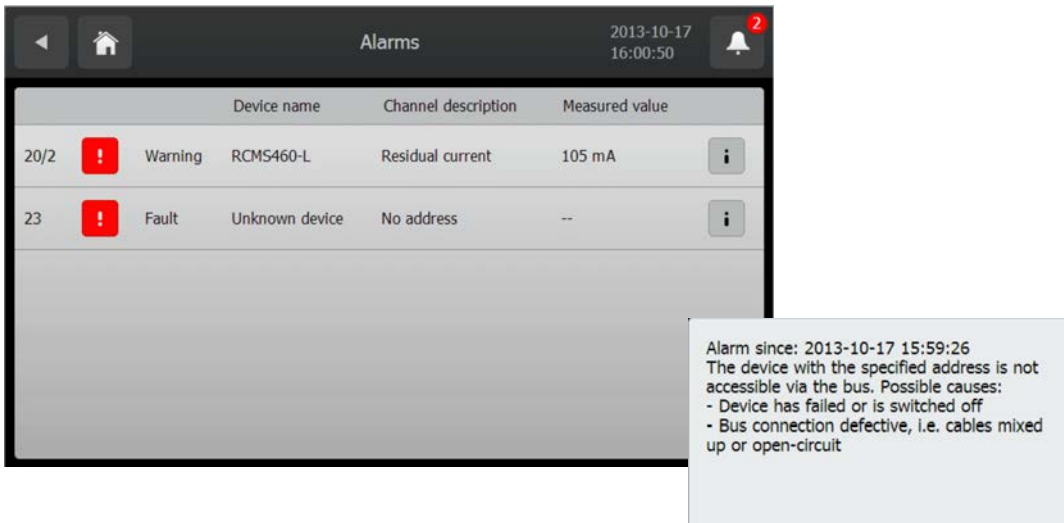 Alarms
2013-10-17
16:00:50
2
Device name Channel description Measured value
20/2 ! Warning RCMS460-L Residual current 105 mA i
23 ! Fault Unknown device No address -- i
Alarm since: 2013-10-17 15:59:26
The device with the specified address is not
accessible via the bus. Possible causes:
- Device has failed or is switched off
- Bus connection defective, i.e. cables mixed
up or open-circuit